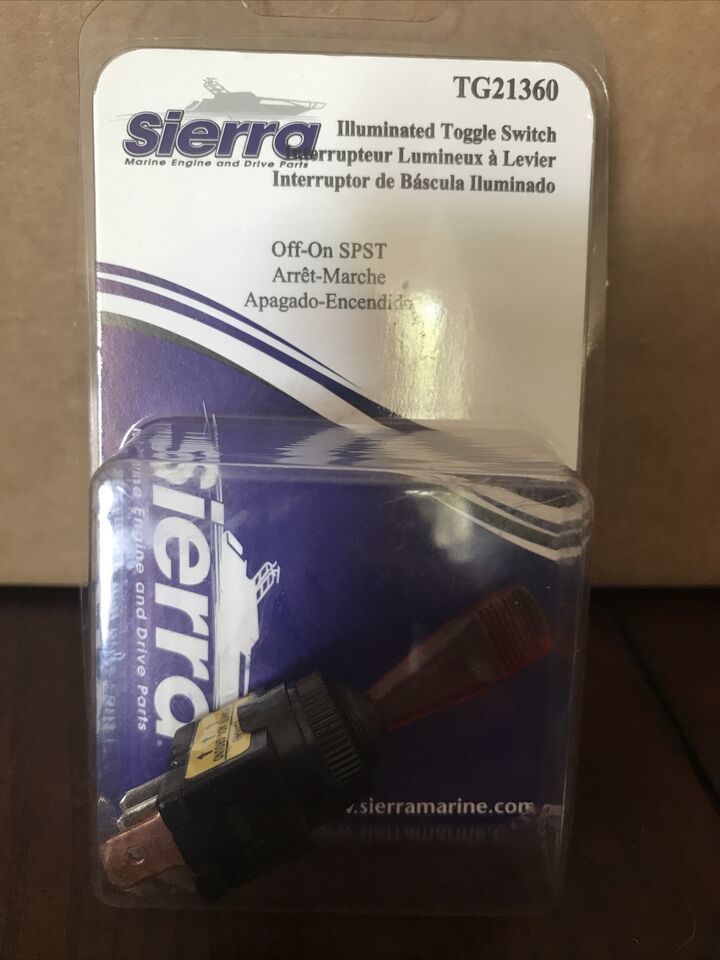 TG21360
Sierra
Marine Engine and Drive Parts
Illuminated Toggle Switch
Interrupteur Lumineux à Levier
Interruptor de Báscula Iluminado
Off-On SPST
Arrêt-Marche
Apagado-Encendido
Sierra
Marine Engine and Drive Parts
.sierramarine.com